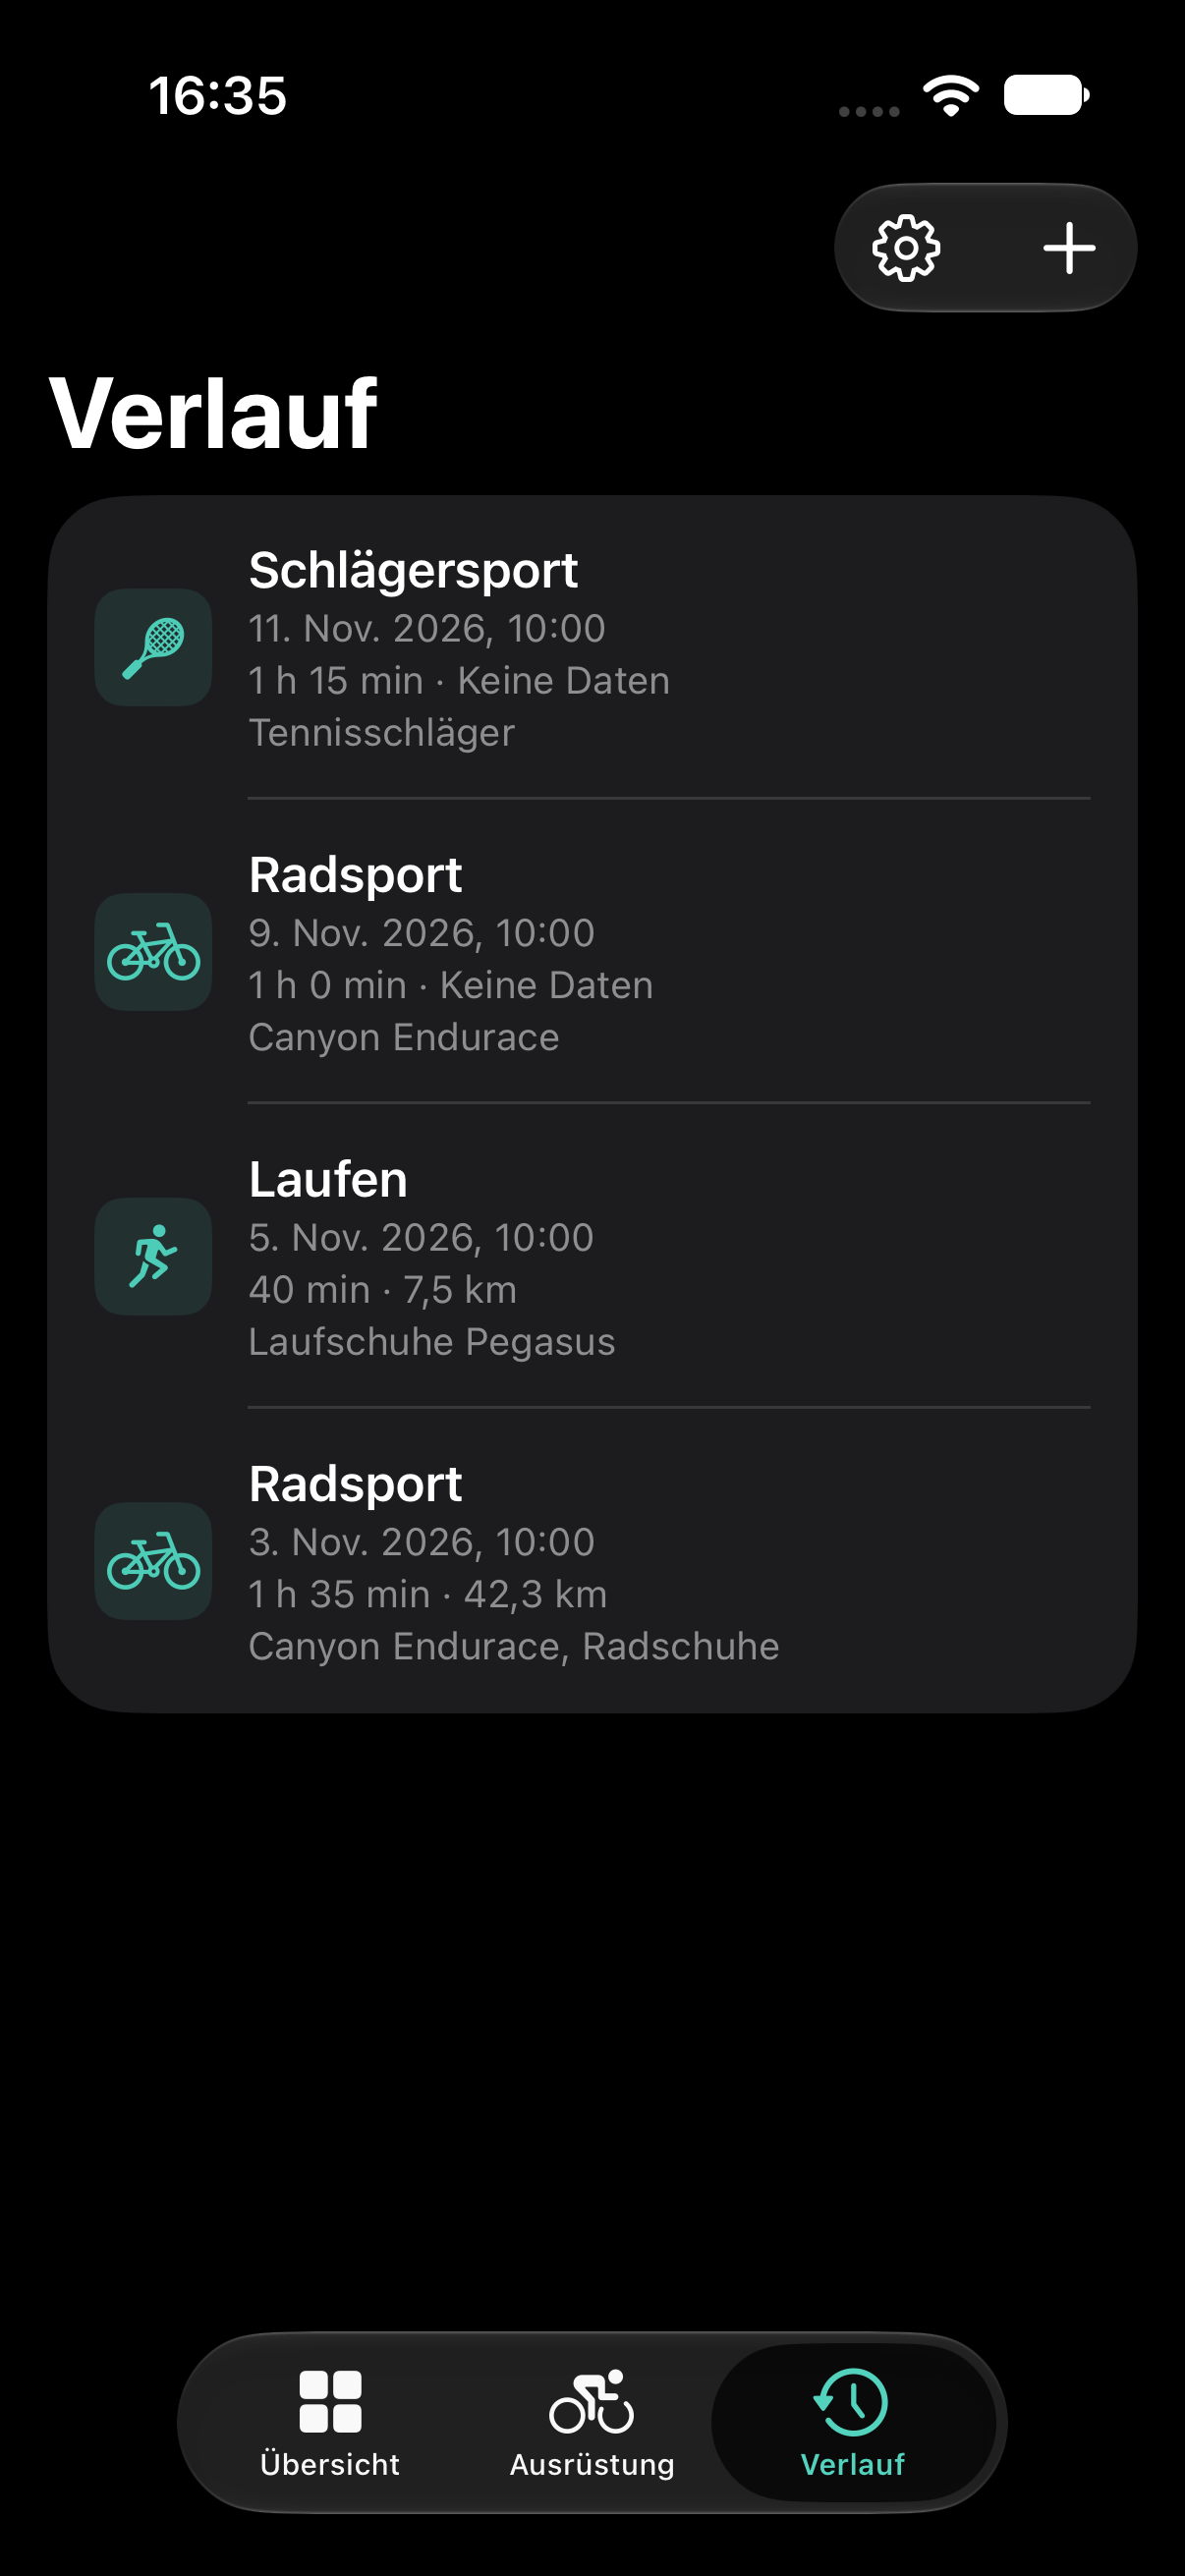 16:35
Verlauf
Schlägersport
11. Nov. 2026, 10:00
1 h 15 min · Keine Daten
Tennisschläger
Radsport
9. Nov. 2026, 10:00
1 h 0 min · Keine Daten
Canyon Endurace
Laufen
5. Nov. 2026, 10:00
40 min · 7,5 km
Laufschuhe Pegasus
Radsport
3. Nov. 2026, 10:00
1 h 35 min · 42,3 km
Canyon Endurace, Radschuhe
Übersicht
Ausrüstung
Verlauf